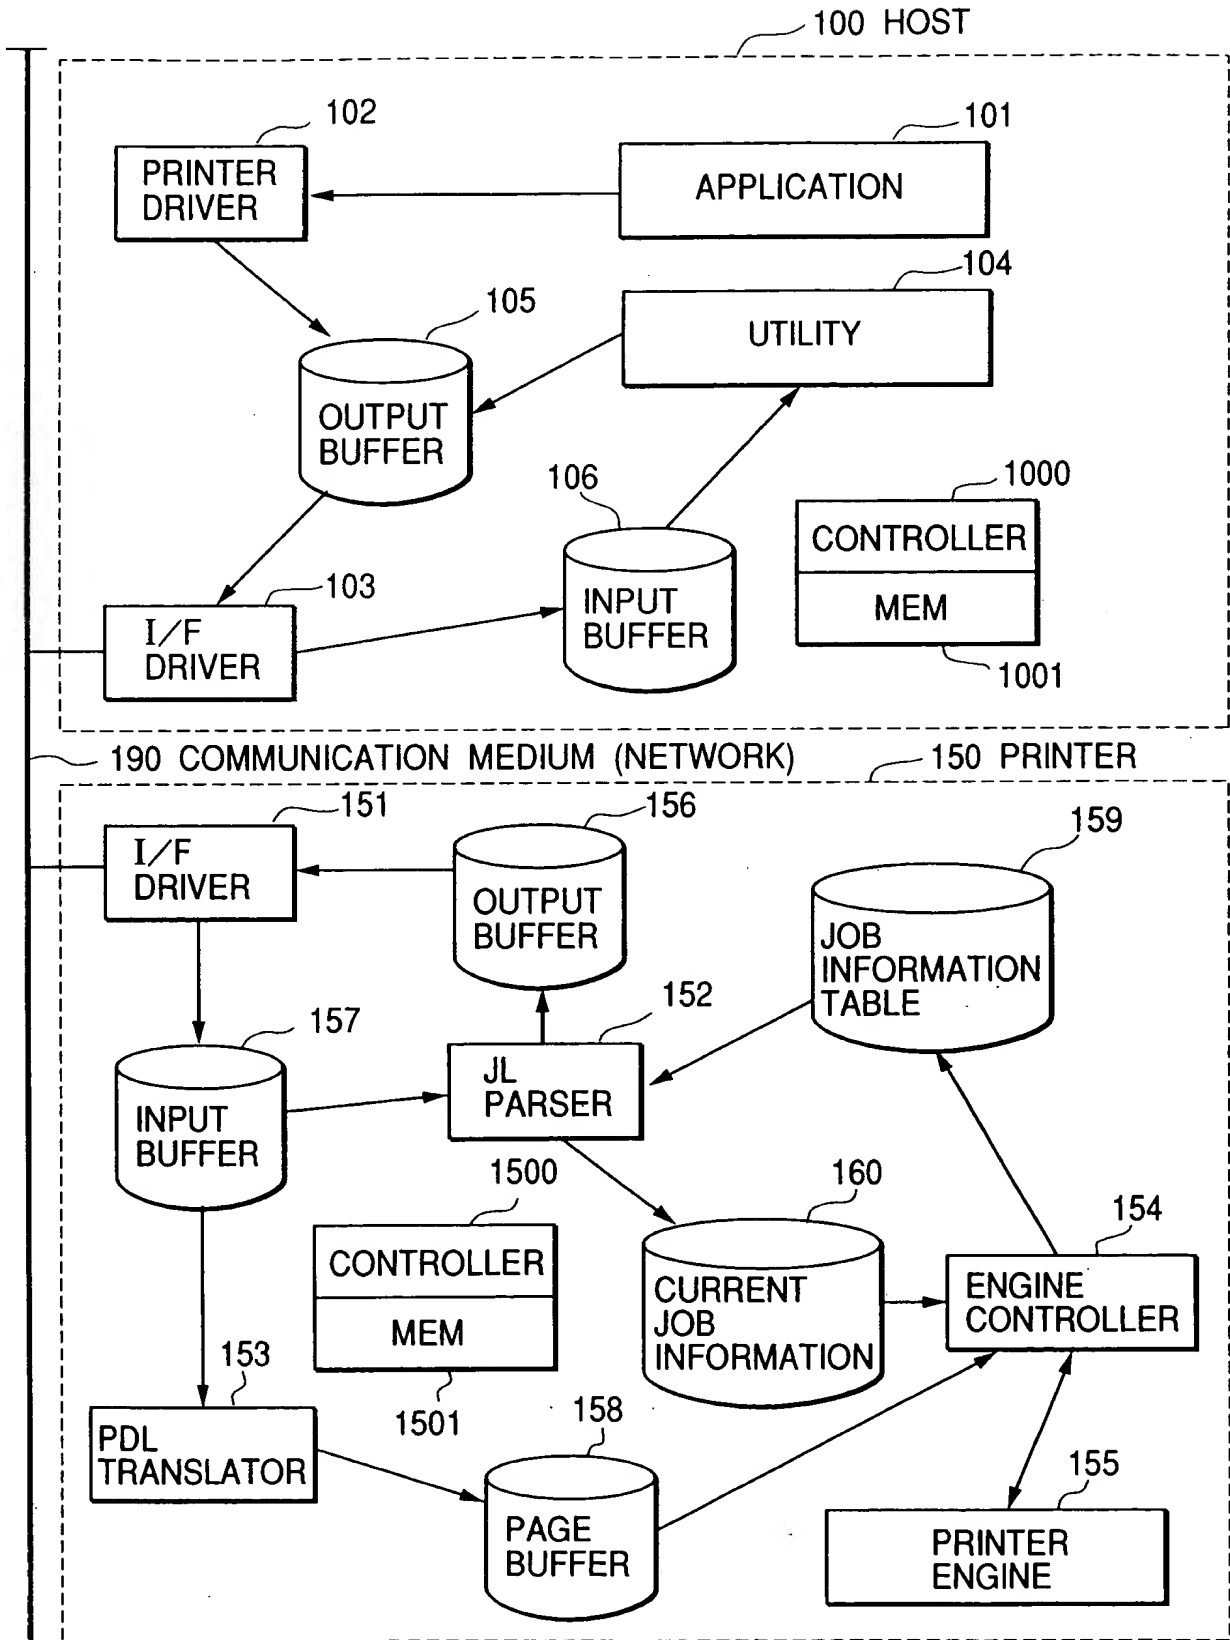 100 HOST
102
PRINTER
DRIVER
101
APPLICATION
104
UTILITY
105
OUTPUT
BUFFER
106
INPUT
BUFFER
1000
CONTROLLER
MEM
1001
103
I/F
DRIVER
190 COMMUNICATION MEDIUM (NETWORK)
150 PRINTER
151
I/F
DRIVER
156
OUTPUT
BUFFER
159
JOB
INFORMATION
TABLE
157
INPUT
BUFFER
152
JL
PARSER
1500
CONTROLLER
MEM
1501
160
CURRENT
JOB
INFORMATION
154
ENGINE
CONTROLLER
153
PDL
TRANSLATOR
158
PAGE
BUFFER
155
PRINTER
ENGINE